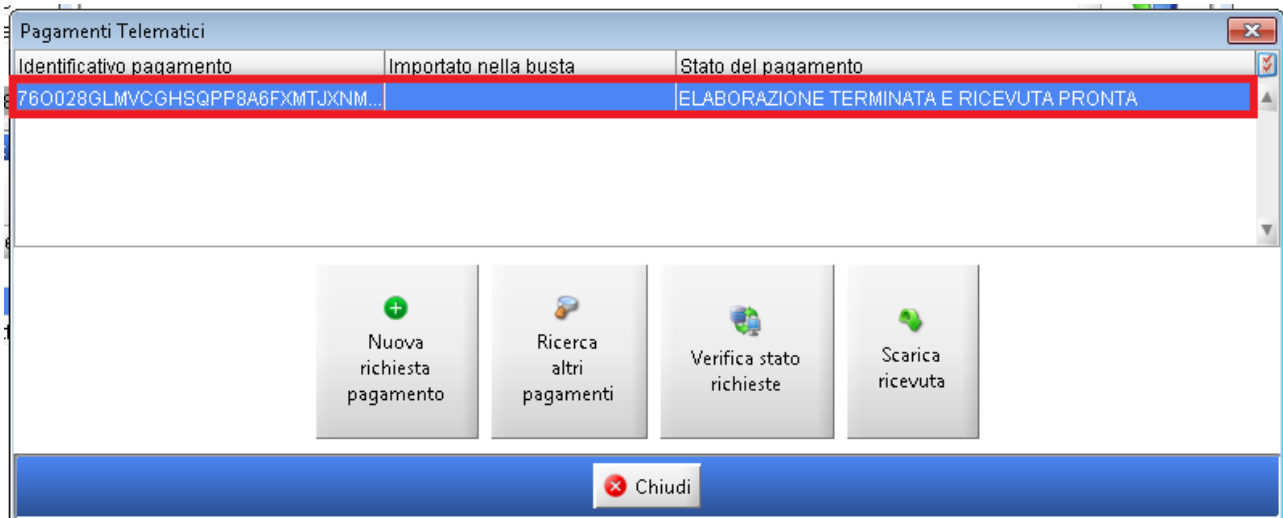 Pagamenti Telematici
Identificativo pagamento Importato nella busta Stato del pagamento
76O028GLMVCGHSQPP8A6FXMTJXNM... ELABORAZIONE TERMINATA E RICEVUTA PRONTA
Nuova
richiesta
pagamento
Ricerca
altri
pagamenti
Verifica stato
richieste
Scarica
ricevuta
Chiudi